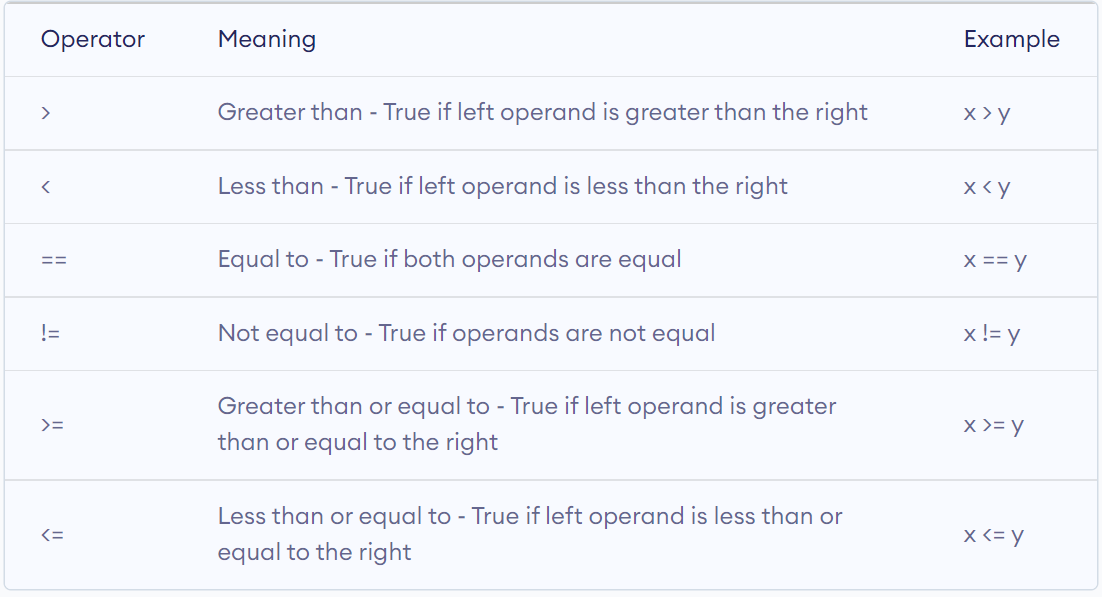 Operator Meaning Example
> Greater than - True if left operand is greater than the right x > y
< Less than - True if left operand is less than the right x < y
== Equal to - True if both operands are equal x == y
!= Not equal to - True if operands are not equal x != y
>= Greater than or equal to - True if left operand is greater x >= y
than or equal to the right
<= Less than or equal to - True if left operand is less than or x <= y
equal to the right